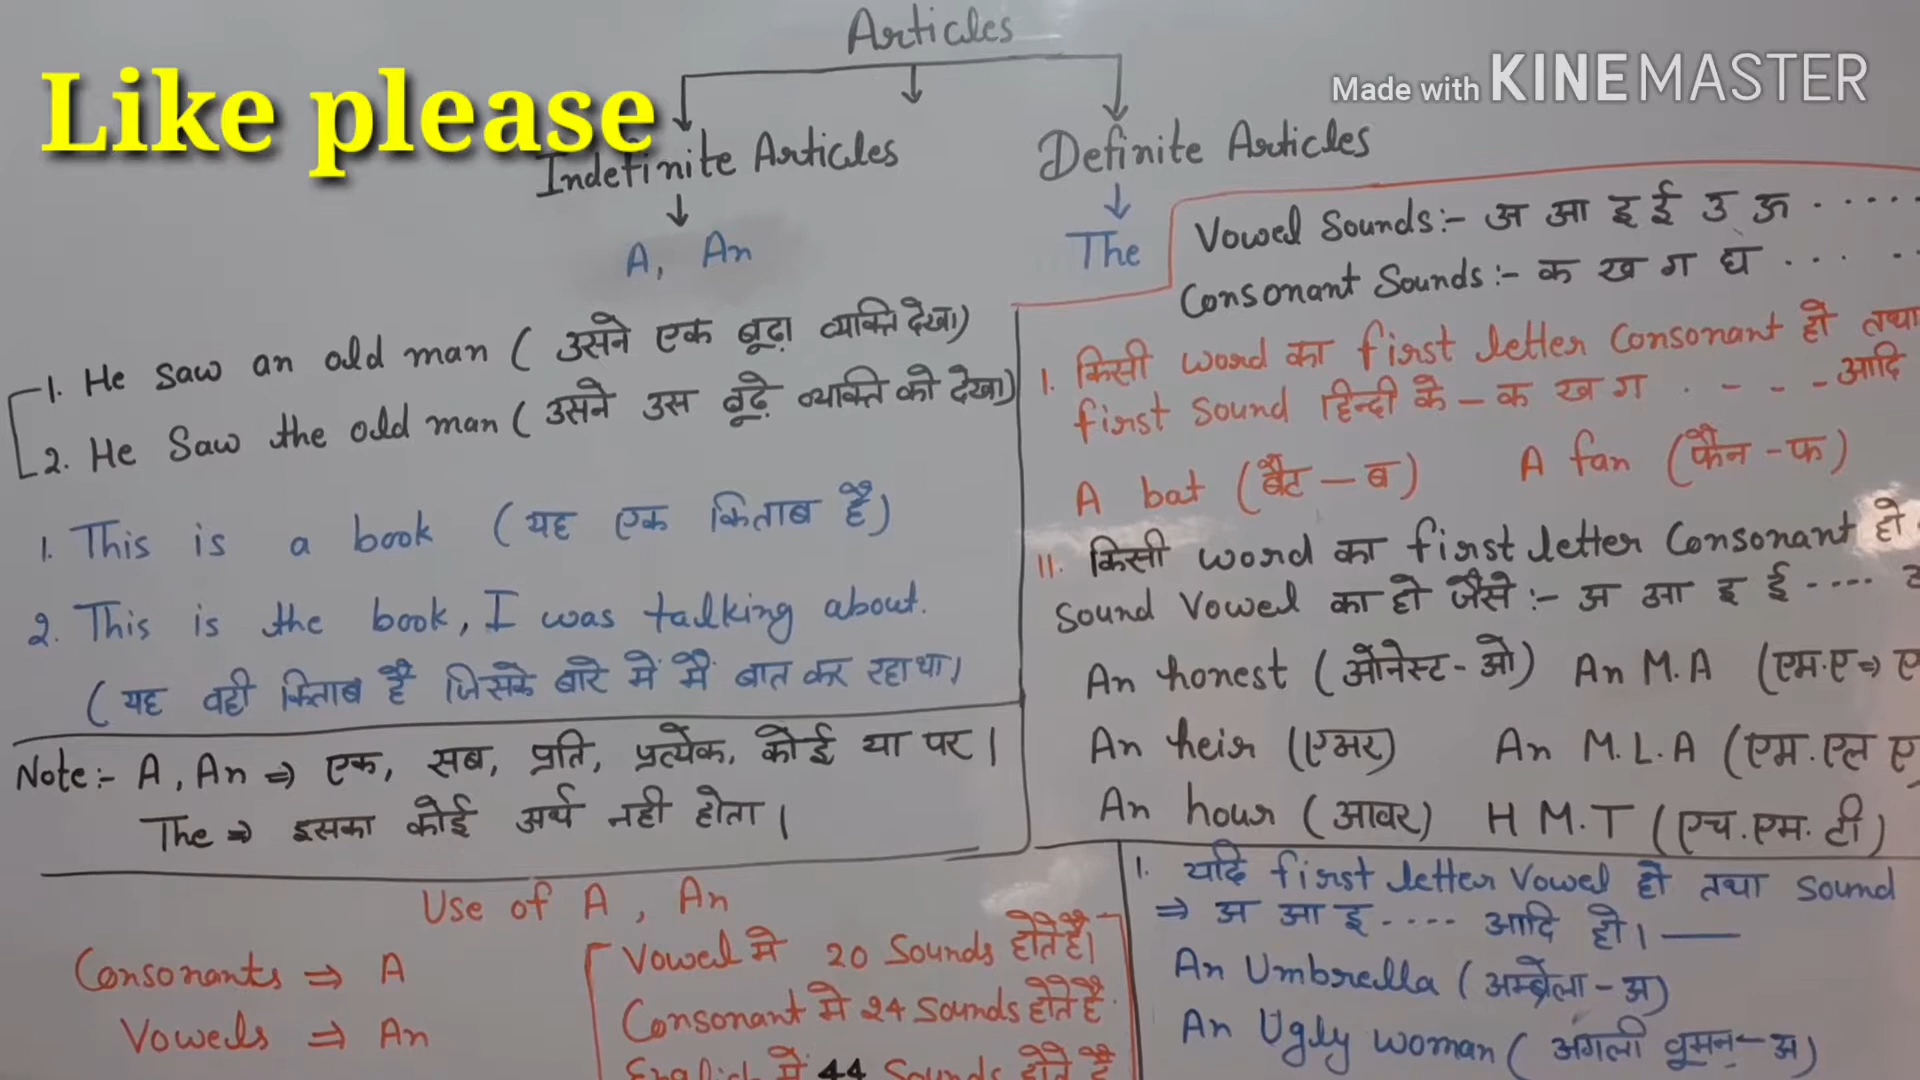 Articles
Like please
Made with KINEMASTER
Indefinite Articles
Definite Articles
A, An
The
Vowel Sounds:- अ आ इ ई उ ऊ ......
Consonant Sounds:- क ख ग घ ... ..
1. He saw an old man ( उसने एक बूढ़ा व्यक्ति देखा)
2. He Saw the old man ( उसने उस बूढ़े व्यक्ति को देखा)
1. This is a book (यह एक किताब है)
2. This is the book, I was talking about.
(यह वही किताब है जिसके बारे में मैं बात कर रहा था।
Note:- A, An ⇒ एक, सब, प्रति, प्रत्येक, कोई या पर।
The ⇒ इसका कोई अर्थ नही होता।
Use of A, An
Consonants ⇒ A
Vowels ⇒ An
Vowel मे 20 Sounds होते है।
Consonant मे 24 Sounds होते है
English में 44 Sounds होते है
I. किसी word का first letter Consonant हो तथा
first Sound हिन्दी के – क ख ग . - - - आदि
A bat (बैट – ब) A fan (फैन - फ)
II. किसी word का first letter Consonant हो
Sound Vowel का हो जैसे:- अ आ इ ई ----
An honest (ऑनेस्ट - ओ) An M.A (एम.ए ⇒
An heir (एअर) An M.L.A (एम.एल ए
An hour (आवर) H M.T (एच.एम. टी)
1. यदि first letter Vowel हो तथा Sound
⇒ अ आ इ ---- आदि हो। —
An Umbrella (अम्ब्रेला - अ)
An Ugly woman ( अगली वूमन – अ)